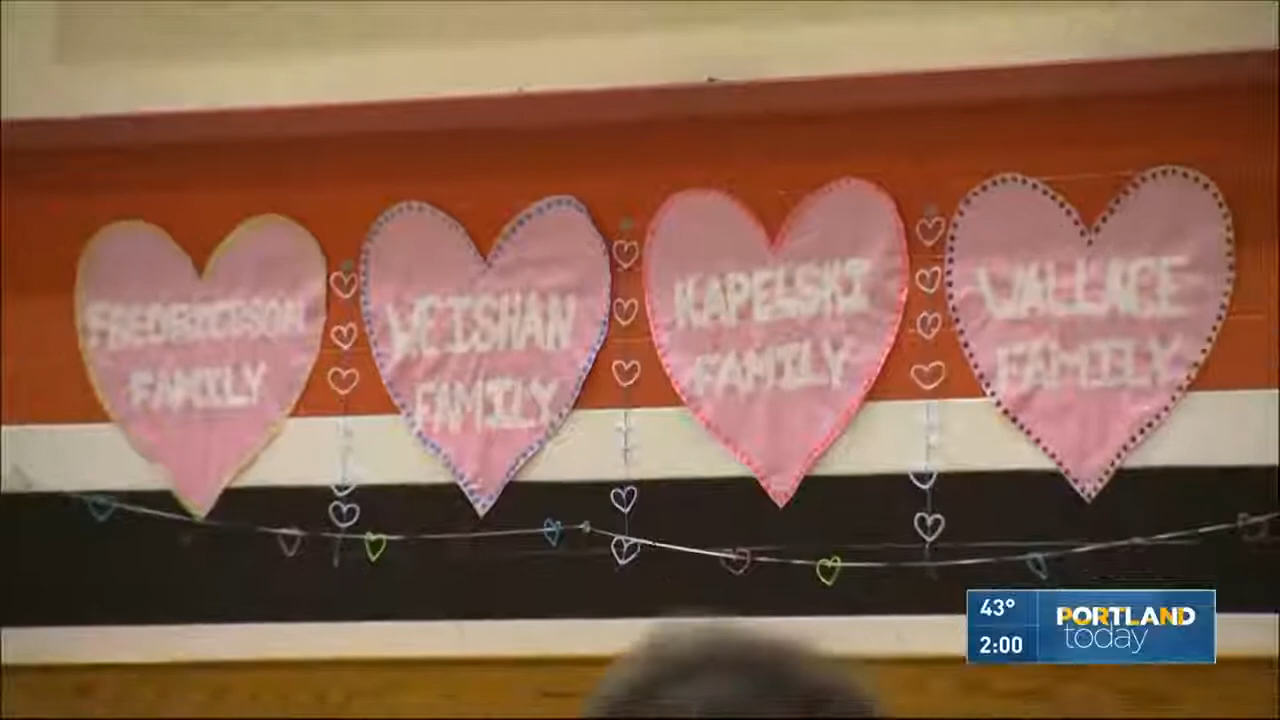 FREDRICKSON
FAMILY
WEISHAN
FAMILY
KAPELSKI
FAMILY
WALLACE
FAMILY
43°
2:00
PORTLAND
today